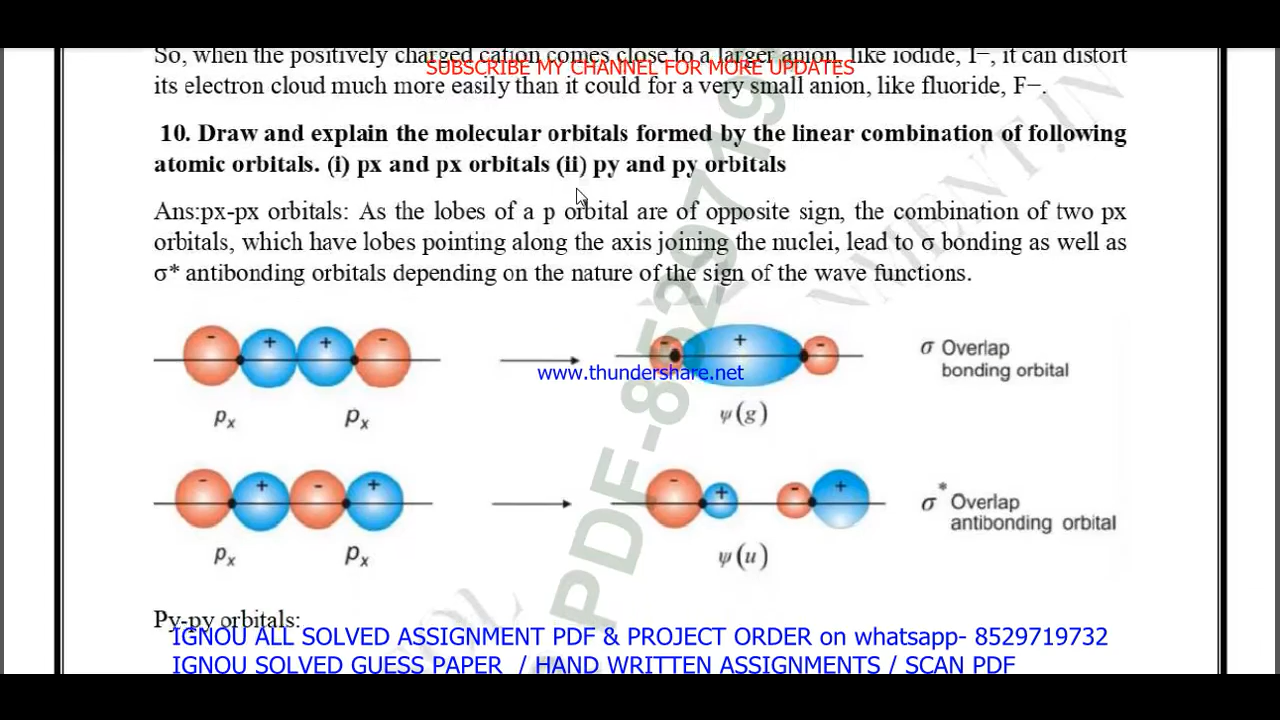 So, when the positively charged cation comes close to a larger anion, like iodide, I−, it can distort
SUBSCRIBE MY CHANNEL FOR MORE UPDATES
its electron cloud much more easily than it could for a very small anion, like fluoride, F−.
10. Draw and explain the molecular orbitals formed by the linear combination of following
atomic orbitals. (i) px and px orbitals (ii) py and py orbitals
Ans:px-px orbitals: As the lobes of a p orbital are of opposite sign, the combination of two px
orbitals, which have lobes pointing along the axis joining the nuclei, lead to σ bonding as well as
σ* antibonding orbitals depending on the nature of the sign of the wave functions.
- + + - - + - σ Overlap
bonding orbital
www.thundershare.net
px px ψ(g)
- + - + - + - + σ* Overlap
antibonding orbital
px px ψ(u)
Py-py orbitals:
IGNOU ALL SOLVED ASSIGNMENT PDF & PROJECT ORDER on whatsapp- 8529719732
IGNOU SOLVED GUESS PAPER / HAND WRITTEN ASSIGNMENTS / SCAN PDF
PDF-85297197